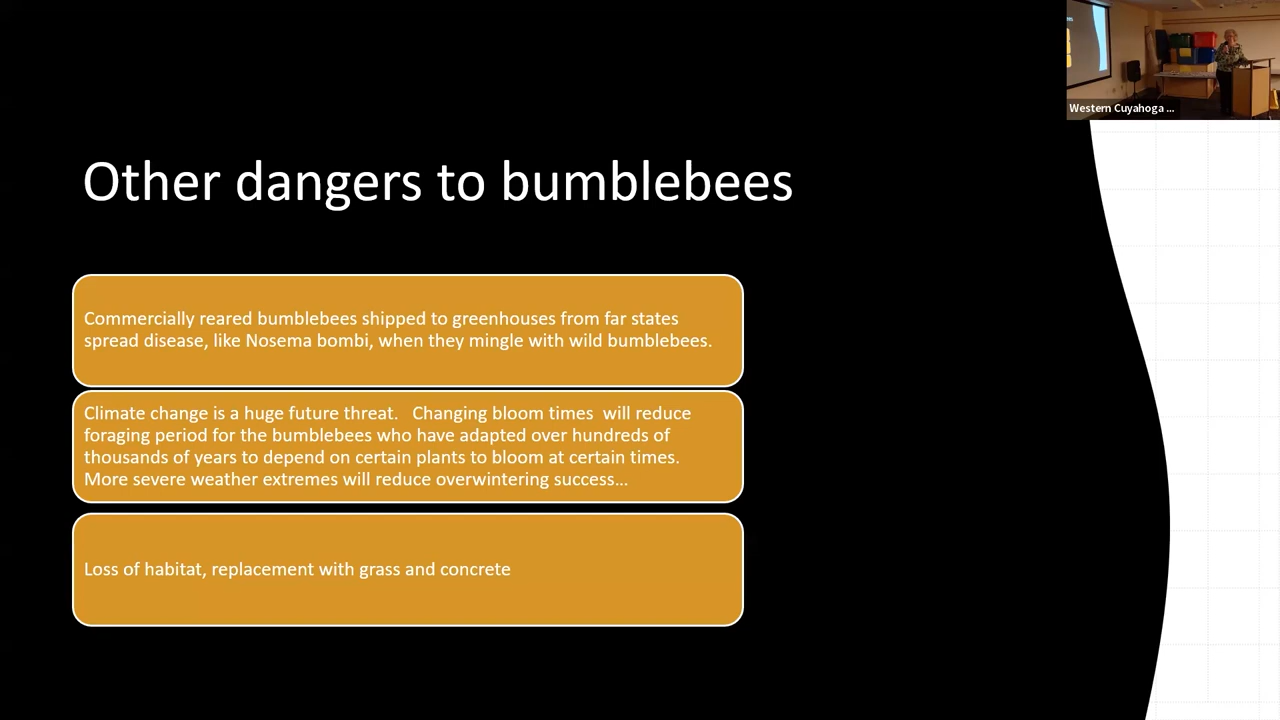 Western Cuyahoga ...
Other dangers to bumblebees
Commercially reared bumblebees shipped to greenhouses from far states
spread disease, like Nosema bombi, when they mingle with wild bumblebees.
Climate change is a huge future threat.   Changing bloom times  will reduce
foraging period for the bumblebees who have adapted over hundreds of
thousands of years to depend on certain plants to bloom at certain times.
More severe weather extremes will reduce overwintering success...
Loss of habitat, replacement with grass and concrete